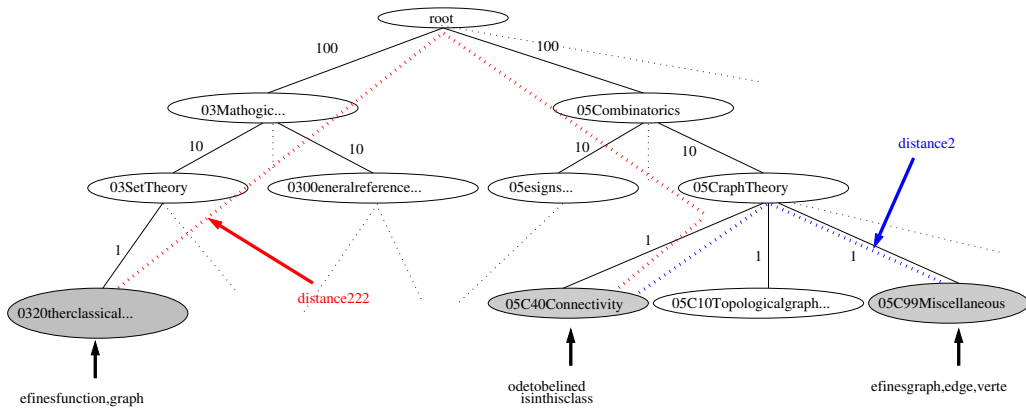 root
100
100
03Mathogic...
05Combinatorics
10
10
10
10
distance2
03SetTheory
0300eneralreference...
05esigns...
05CraphTheory
1
1
1
1
distance222
0320therclassical...
05C40Connectivity
05C10Topologicalgraph...
05C99Miscellaneous
efinesfunction,graph
odetobelined
isinthisclass
efinesgraph,edge,verte